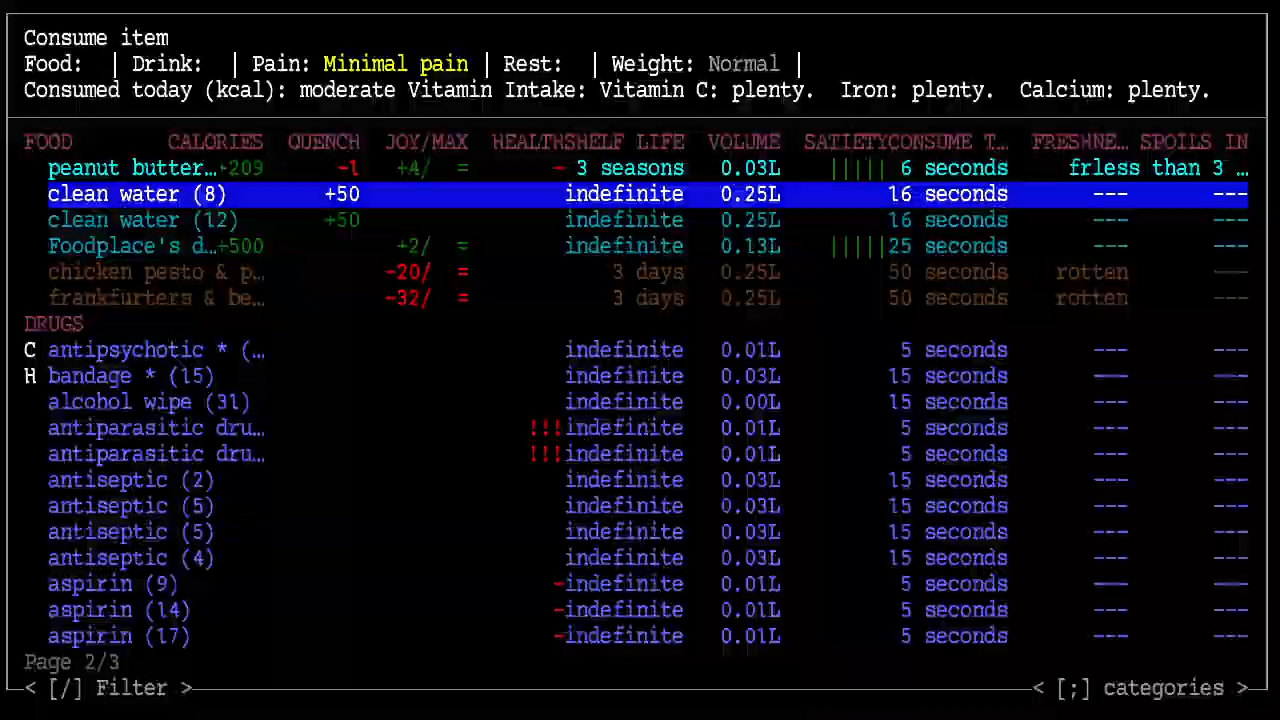 Consume item
Food:  | Drink:  | Pain: Minimal pain | Rest:  | Weight: Normal |
Consumed today (kcal): moderate Vitamin Intake: Vitamin C: plenty.  Iron: plenty.  Calcium: plenty.
FOOD CALORIES QUENCH JOY/MAX HEALTHSHELF LIFE VOLUME SATIETYCONSUME T… FRESHNE… SPOILS IN
peanut butter…+209 -1 +4/ = - 3 seasons 0.03L ||||| 6 seconds frless than 3 …
clean water (8) +50 indefinite 0.25L 16 seconds --- ---
clean water (12) +50 indefinite 0.25L 16 seconds --- ---
Foodplace's d…+500 +2/ = indefinite 0.13L |||||25 seconds --- ---
chicken pesto & p… -20/ = 3 days 0.25L 50 seconds rotten ---
frankfurters & be… -32/ = 3 days 0.25L 50 seconds rotten ---
DRUGS
C antipsychotic * (… indefinite 0.01L 5 seconds --- ---
H bandage * (15) indefinite 0.03L 15 seconds --- ---
alcohol wipe (31) indefinite 0.00L 15 seconds --- ---
antiparasitic dru… !!!indefinite 0.01L 5 seconds --- ---
antiparasitic dru… !!!indefinite 0.01L 5 seconds --- ---
antiseptic (2) indefinite 0.03L 15 seconds --- ---
antiseptic (5) indefinite 0.03L 15 seconds --- ---
antiseptic (5) indefinite 0.03L 15 seconds --- ---
antiseptic (4) indefinite 0.03L 15 seconds --- ---
aspirin (9) -indefinite 0.01L 5 seconds --- ---
aspirin (14) -indefinite 0.01L 5 seconds --- ---
aspirin (17) -indefinite 0.01L 5 seconds --- ---
Page 2/3
< [/] Filter > < [;] categories >